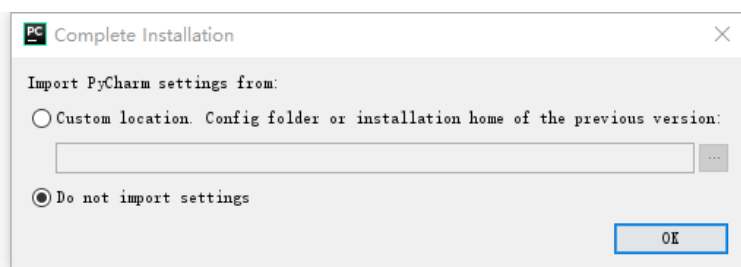 PC Complete Installation
Import PyCharm settings from:
Custom location. Config folder or installation home of the previous version:
...
Do not import settings
OK